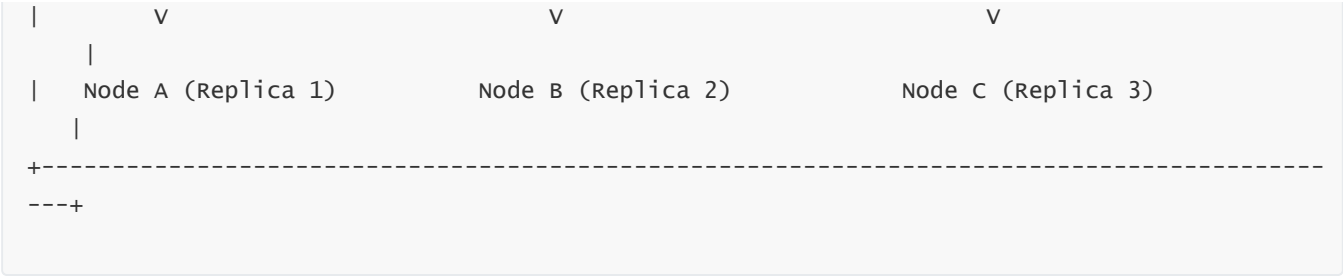 |        v                           v                              v
    |
|   Node A (Replica 1)          Node B (Replica 2)            Node C (Replica 3)
   |
+-------------------------------------------------------------------------------------------
---+